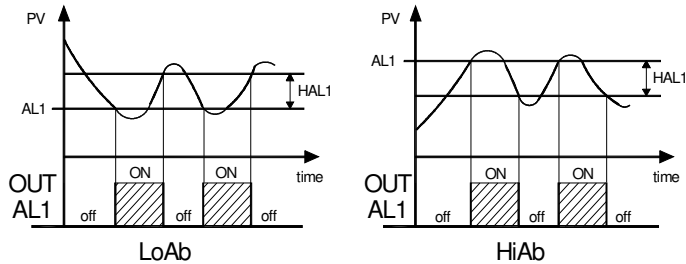 PV
HAL1
AL1
time
OUT
AL1
off
ON
off
ON
off
LoAb
PV
AL1
HAL1
time
OUT
AL1
off
ON
off
ON
off
HiAb